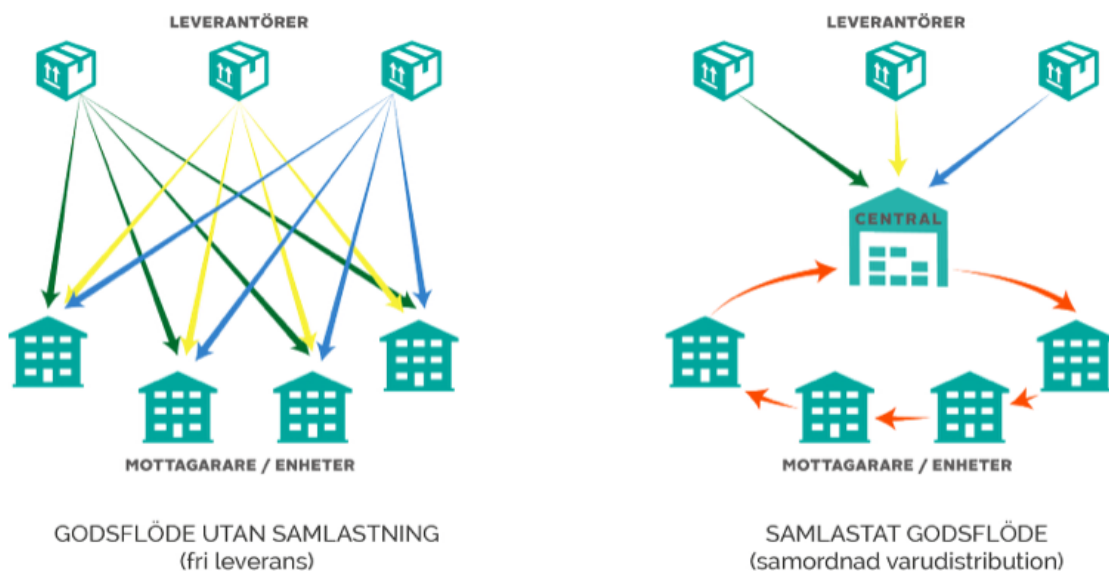 LEVERANTÖRER
MOTTAGARARE / ENHETER
GODSFLÖDE UTAN SAMLASTNING
(fri leverans)
LEVERANTÖRER
CENTRAL
MOTTAGARARE / ENHETER
SAMLASTAT GODSFLÖDE
(samordnad varudistribution)